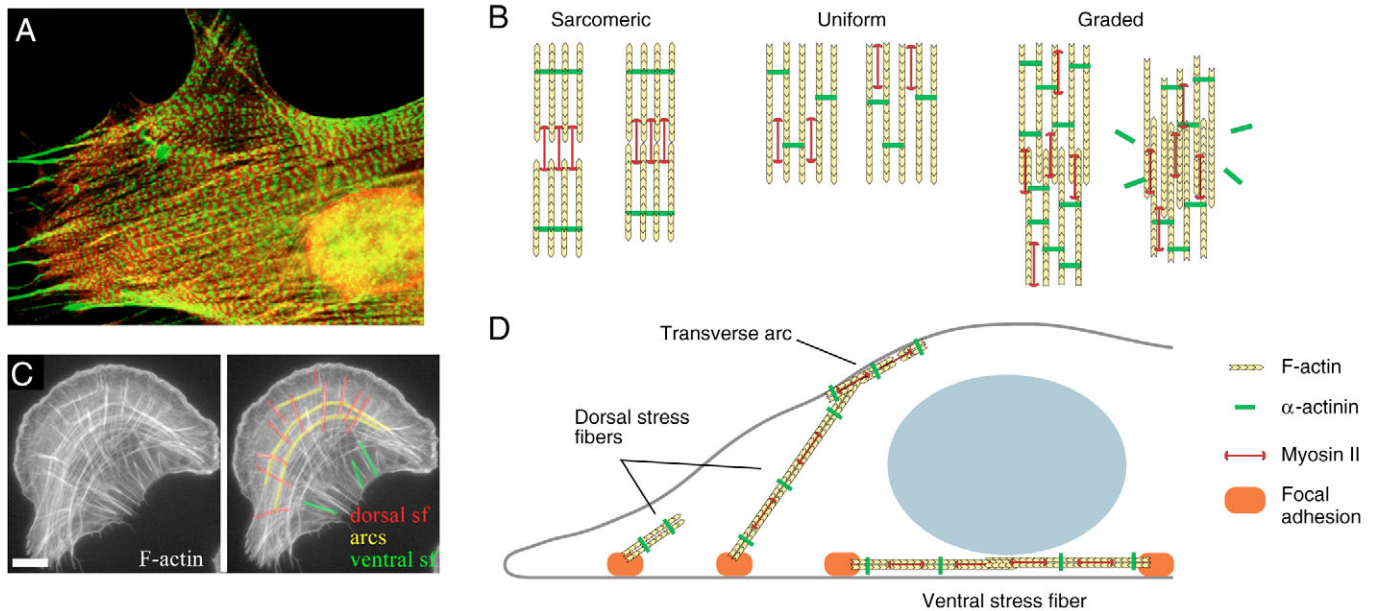 A
B
Sarcomeric
Uniform
Graded
C
F-actin
dorsal sf
arcs
ventral sf
D
Transverse arc
Dorsal stress
fibers
Ventral stress fiber
F-actin
α-actinin
Myosin II
Focal
adhesion